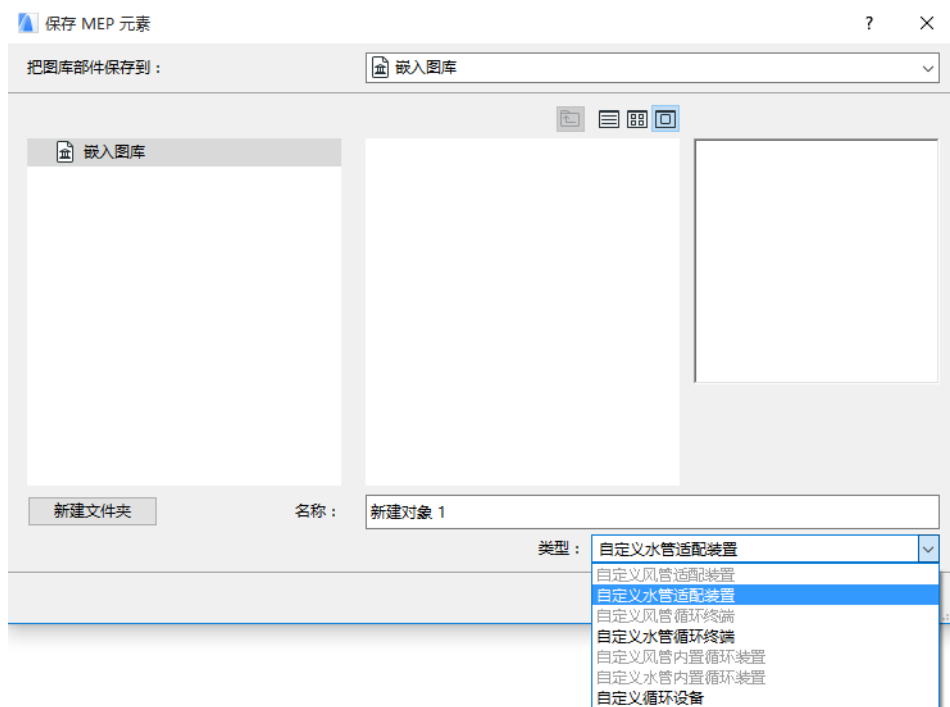 保存 MEP 元素
?
把图库部件保存到：
嵌入图库
嵌入图库
新建文件夹
名称：
新建对象 1
类型：
自定义水管适配装置
自定义风管适配装置
自定义水管适配装置
自定义风管循环终端
自定义水管循环终端
自定义风管内置循环装置
自定义水管内置循环装置
自定义循环设备